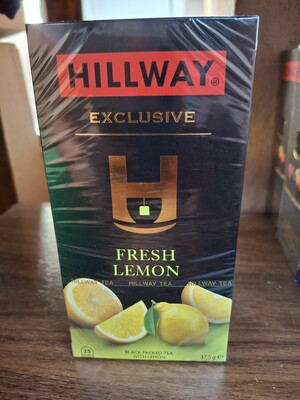 HILLWAY®
EXCLUSIVE
FRESH
LEMON
HILLWAY TEA HILLWAY TEA HILLWAY TEA
25
BLACK PACKED TEA
WITH LEMON
37,5 g e